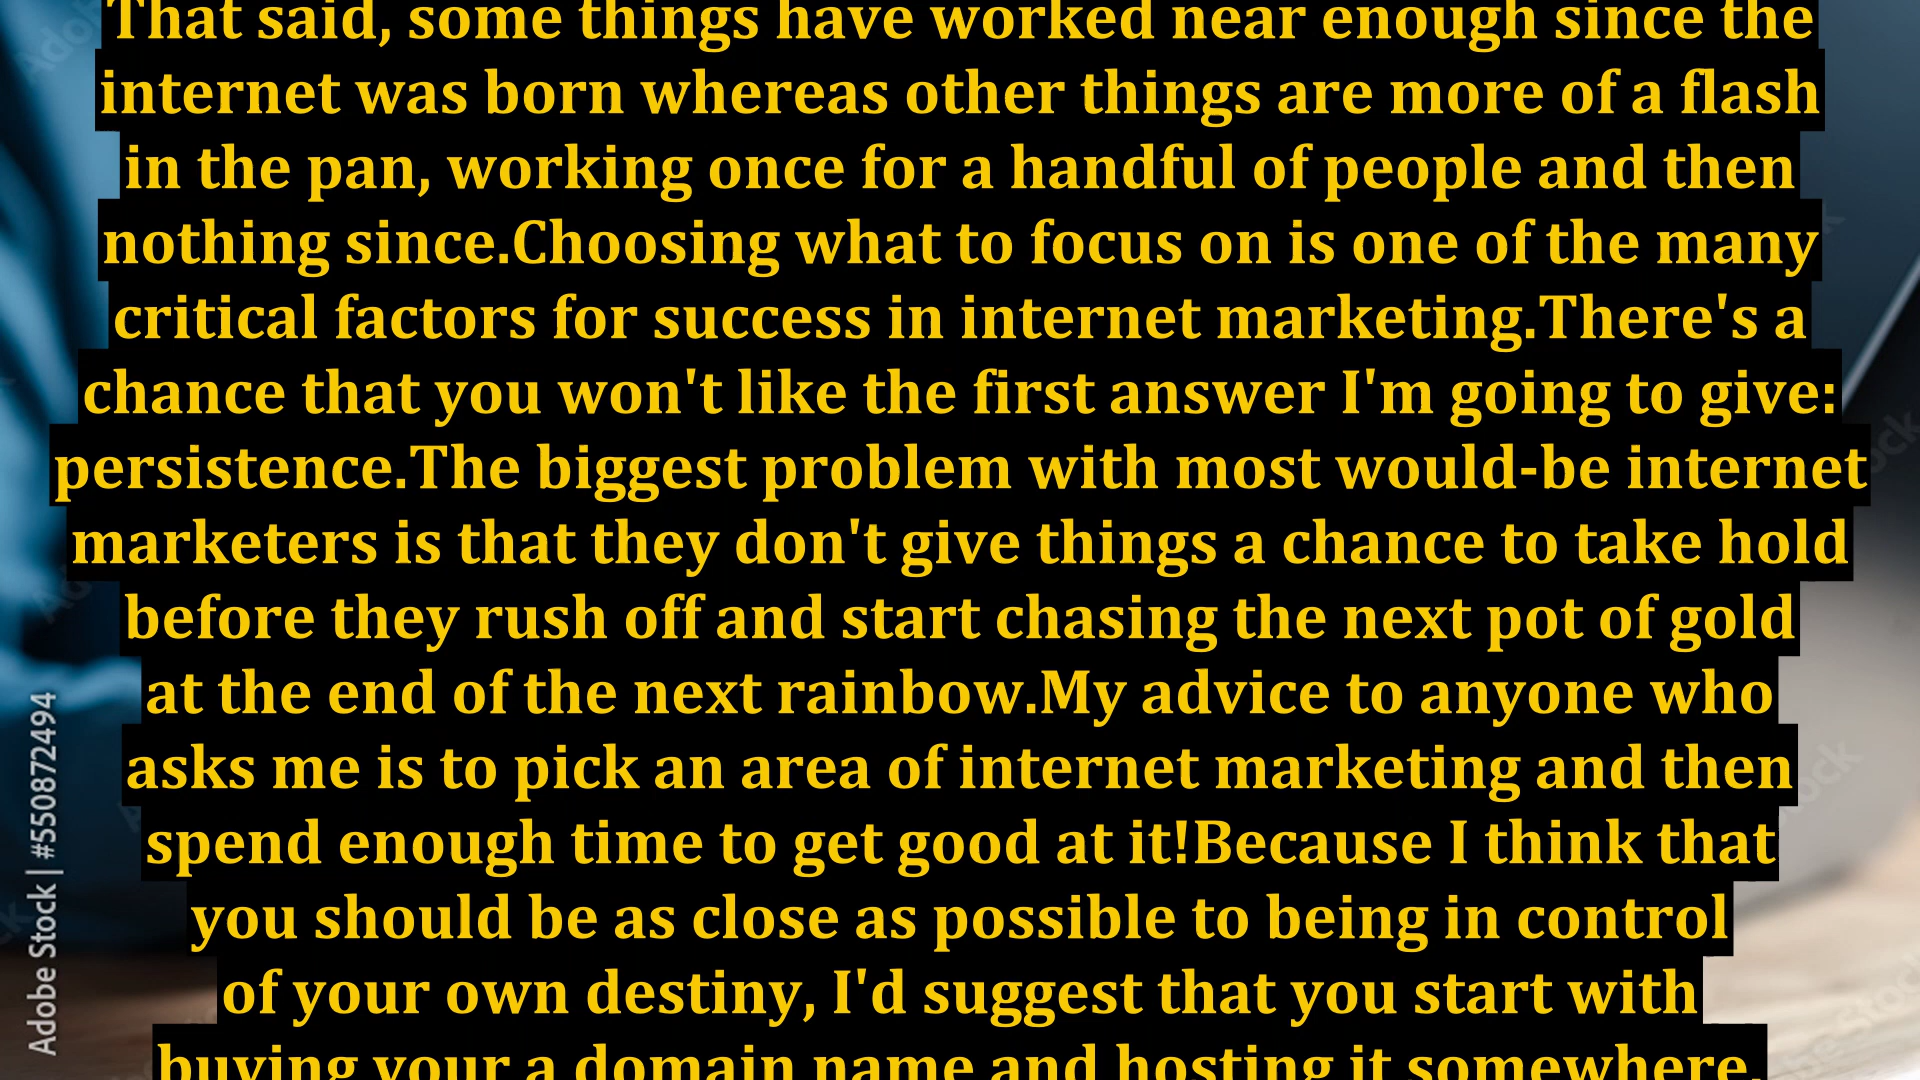 That said, some things have worked near enough since the
internet was born whereas other things are more of a flash
in the pan, working once for a handful of people and then
nothing since.Choosing what to focus on is one of the many
critical factors for success in internet marketing.There's a
chance that you won't like the first answer I'm going to give:
persistence.The biggest problem with most would-be internet
marketers is that they don't give things a chance to take hold
before they rush off and start chasing the next pot of gold
at the end of the next rainbow.My advice to anyone who
asks me is to pick an area of internet marketing and then
spend enough time to get good at it!Because I think that
you should be as close as possible to being in control
of your own destiny, I'd suggest that you start with
buying your a domain name and hosting it somewhere.
Adobe Stock | #550872494